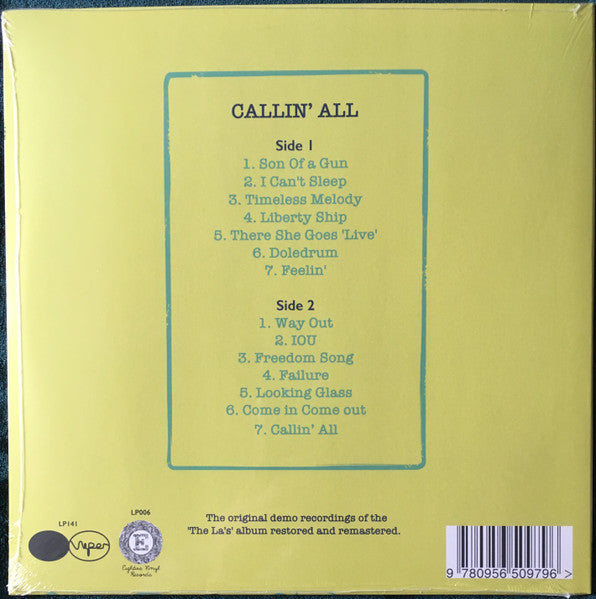 CALLIN' ALL
Side 1
1. Son Of a Gun
2. I Can't Sleep
3. Timeless Melody
4. Liberty Ship
5. There She Goes 'Live'
6. Doledrum
7. Feelin'
Side 2
1. Way Out
2. IOU
3. Freedom Song
4. Failure
5. Looking Glass
6. Come in Come out
7. Callin' All
The original demo recordings of the
'The La's' album restored and remastered.
LP141
Viper
LP006
Eighties Vinyl
Records
9 780956 509796 >